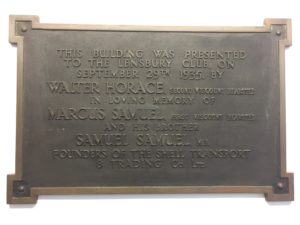 THIS BUILDING WAS PRESENTED
TO THE LENSBURY CLUB ON
SEPTEMBER 29TH 1935 BY
WALTER HORACE, SECOND VISCOUNT BEARSTED
IN LOVING MEMORY OF
MARCUS SAMUEL, FIRST VISCOUNT BEARSTED
AND HIS BROTHER
SAMUEL SAMUEL, M.P.
FOUNDERS OF THE SHELL TRANSPORT
& TRADING CO. LTD.